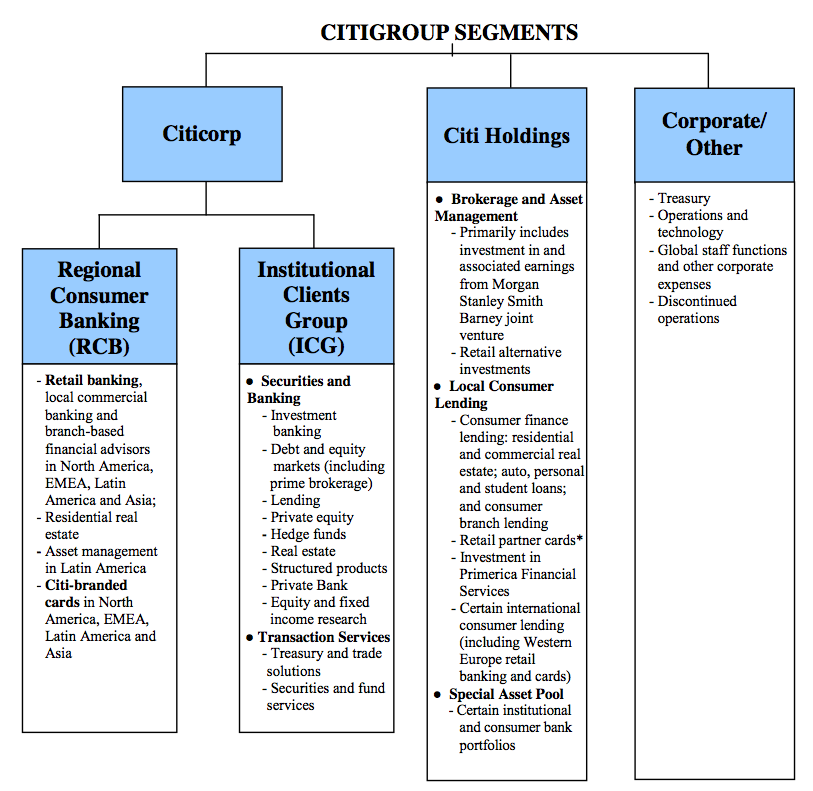 CITIGROUP SEGMENTS
Citicorp
Regional
Consumer
Banking
(RCB)
- Retail banking,
local commercial
banking and
branch-based
financial advisors
in North America,
EMEA, Latin
America and Asia;
- Residential real
estate
- Asset management
in Latin America
- Citi-branded
cards in North
America, EMEA,
Latin America and
Asia
Institutional
Clients
Group
(ICG)
● Securities and
Banking
- Investment
banking
- Debt and equity
markets (including
prime brokerage)
- Lending
- Private equity
- Hedge funds
- Real estate
- Structured products
- Private Bank
- Equity and fixed
income research
● Transaction Services
- Treasury and trade
solutions
- Securities and fund
services
Citi Holdings
● Brokerage and Asset
Management
- Primarily includes
investment in and
associated earnings
from Morgan
Stanley Smith
Barney joint
venture
- Retail alternative
investments
● Local Consumer
Lending
- Consumer finance
lending: residential
and commercial real
estate; auto, personal
and student loans;
and consumer
branch lending
- Retail partner cards*
- Investment in
Primerica Financial
Services
- Certain international
consumer lending
(including Western
Europe retail
banking and cards)
● Special Asset Pool
- Certain institutional
and consumer bank
portfolios
Corporate/
Other
- Treasury
- Operations and
technology
- Global staff functions
and other corporate
expenses
- Discontinued
operations